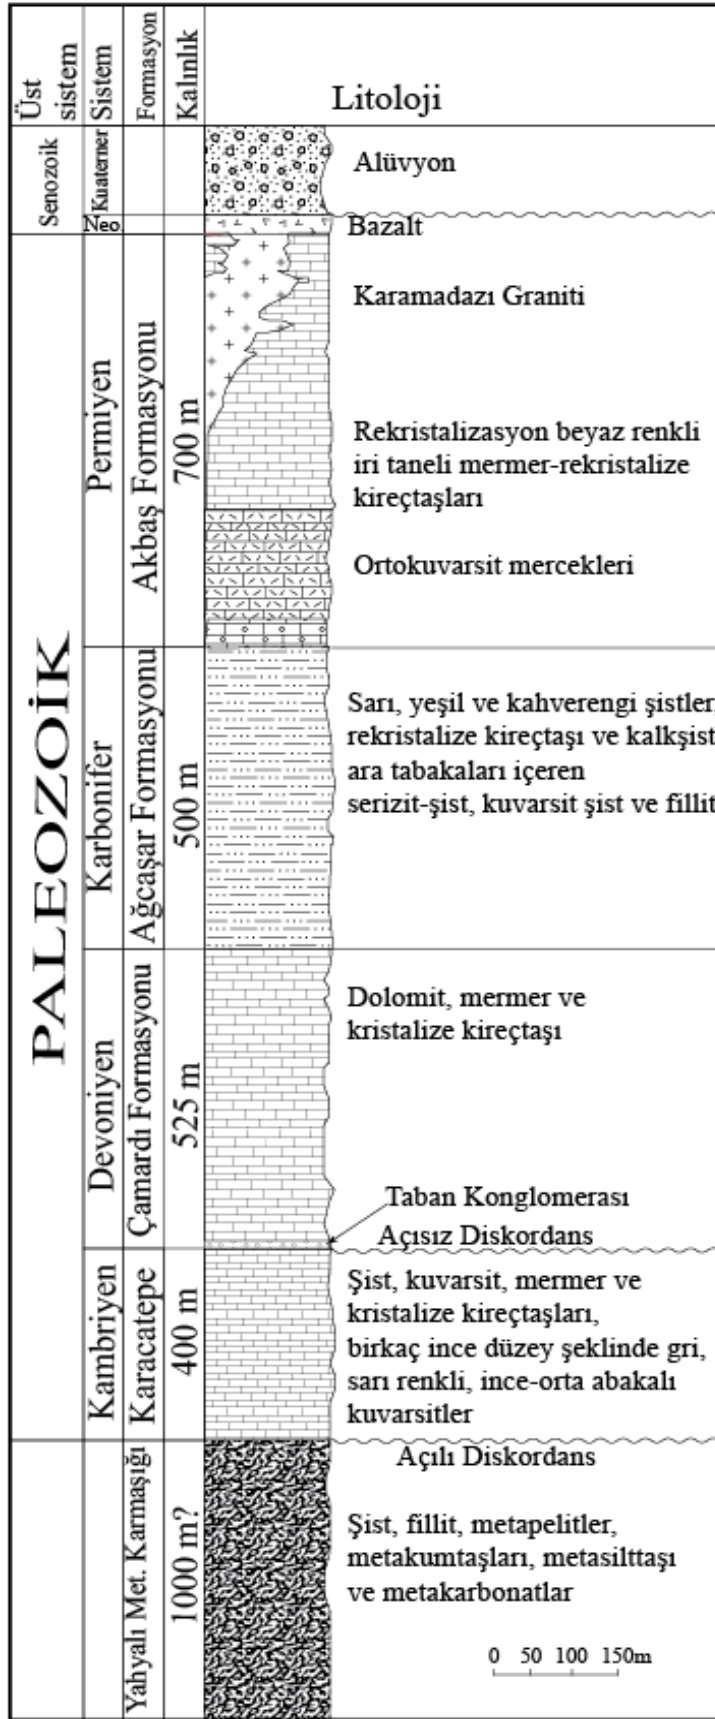 Üst sistem
Sistem
Formasyon
Kalınlık
Litoloji
Senozoik
Kuaterner
Alüvyon
Neo.
Bazalt
PALEOZOİK
Permiyen
Akbaş Formasyonu
700 m
Karamadazı Graniti
Rekristalizasyon beyaz renkli
iri taneli mermer-rekristalize
kireçtaşları
Ortokuvarsit mercekleri
Karbonifer
Ağcaşar Formasyonu
500 m
Sarı, yeşil ve kahverengi şistler,
rekristalize kireçtaşı ve kalkşist
ara tabakaları içeren
serizit-şist, kuvarsit şist ve fillit
Devoniyen
Çamardı Formasyonu
525 m
Dolomit, mermer ve
kristalize kireçtaşı
Taban Konglomerası
Açısız Diskordans
Kambriyen
Karacatepe
400 m
Şist, kuvarsit, mermer ve
kristalize kireçtaşları,
birkaç ince düzey şeklinde gri,
sarı renkli, ince-orta abakalı
kuvarsitler
Açılı Diskordans
Yahyalı Met. Karmaşığı
1000 m?
Şist, fillit, metapelitler,
metakumtaşları, metasilttaşı
ve metakarbonatlar
0 50 100 150m